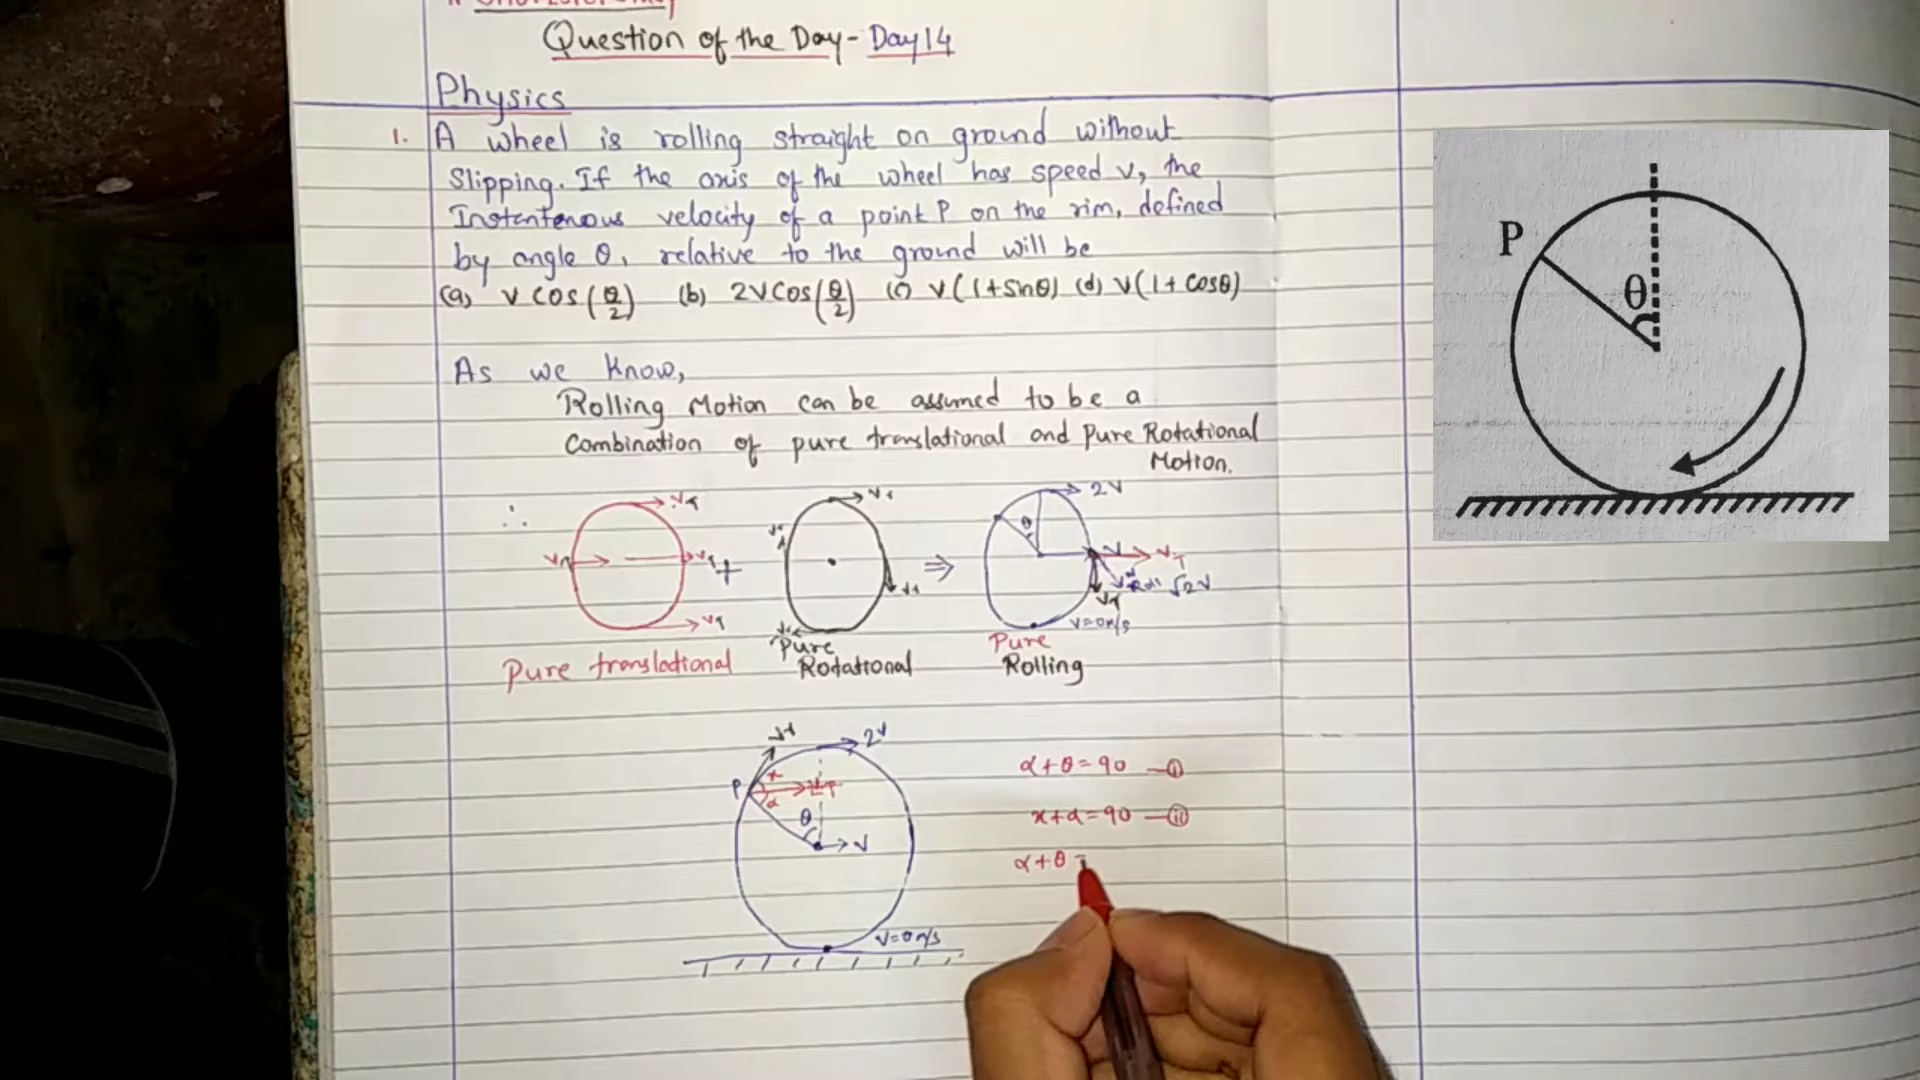 Question of the Day - Day 14
Physics
1. A wheel is rolling straight on ground without
Slipping. If the axis of the wheel has speed v, the
Instanteneous velocity of a point P on the rim, defined
by angle θ, relative to the ground will be
(a) v cos(θ/2) (b) 2v cos(θ/2) (c) v(1+sinθ) (d) v(1+cosθ)
As we know,
Rolling Motion can be assumed to be a
Combination of pure translational and Pure Rotational
Motion.
∴
+
⇒
2V
θ
√2V
V=0m/s
Pure translational
Pure
Rotational
Pure
Rolling
2V
P
x
α
θ
V
V=0m/s
α+θ=90 —(i)
x+α=90 —(ii)
α+θ =
P
θ